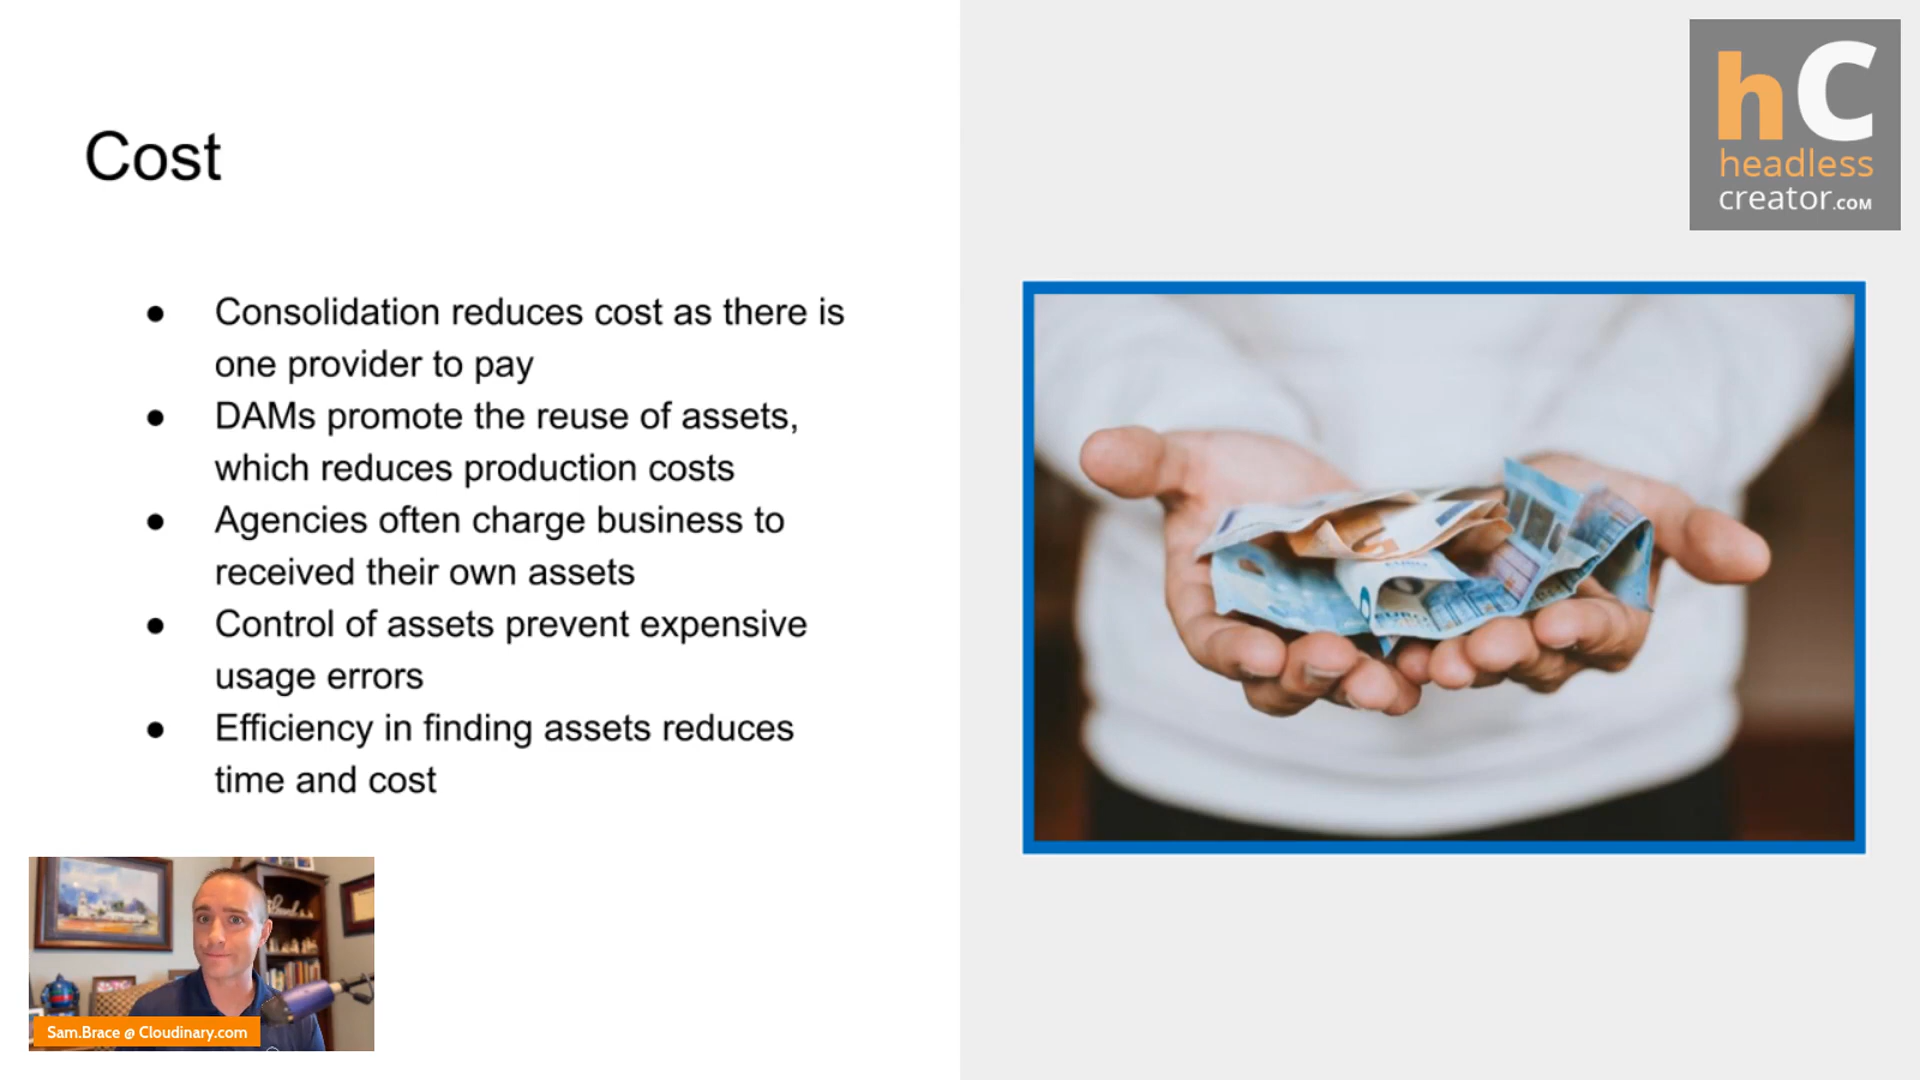 hC
headless
creator.COM
Cost
● Consolidation reduces cost as there is
one provider to pay
● DAMs promote the reuse of assets,
which reduces production costs
● Agencies often charge business to
received their own assets
● Control of assets prevent expensive
usage errors
● Efficiency in finding assets reduces
time and cost
Sam.Brace @ Cloudinary.com